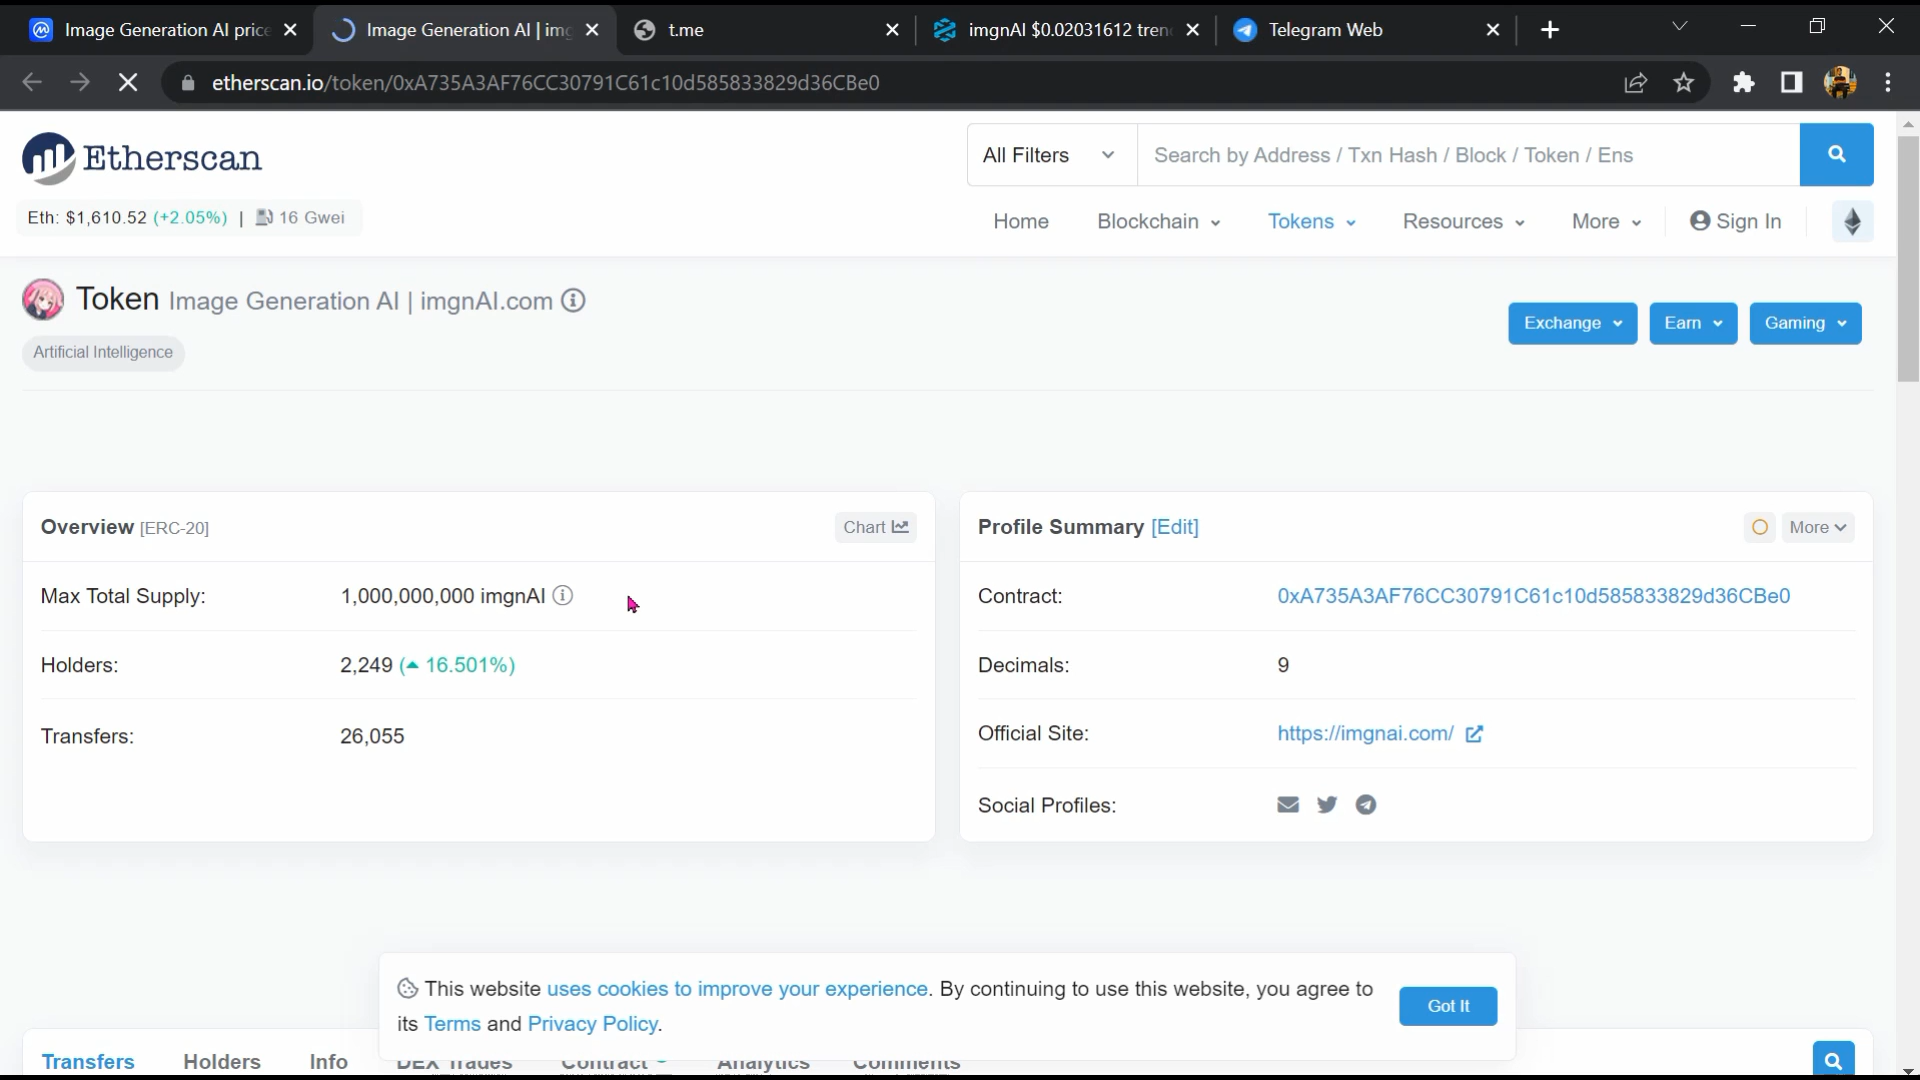 Image Generation AI price
Image Generation AI | img
t.me
imgnAI $0.02031612 tren
Telegram Web
etherscan.io/token/0xA735A3AF76CC30791C61c10d585833829d36CBe0
Etherscan
All Filters
Search by Address / Txn Hash / Block / Token / Ens
Eth: $1,610.52 (+2.05%) | 16 Gwei
Home
Blockchain
Tokens
Resources
More
Sign In
Token Image Generation AI | imgnAI.com
Artificial Intelligence
Exchange
Earn
Gaming
Overview [ERC-20]
Chart
Max Total Supply: 1,000,000,000 imgnAI
Holders: 2,249 (16.501%)
Transfers: 26,055
Profile Summary [Edit]
More
Contract: 0xA735A3AF76CC30791C61c10d585833829d36CBe0
Decimals: 9
Official Site: https://imgnai.com/
Social Profiles:
This website uses cookies to improve your experience. By continuing to use this website, you agree to
its Terms and Privacy Policy.
Got It
Transfers
Holders
Info
DEX Trades
Contract
Analytics
Comments